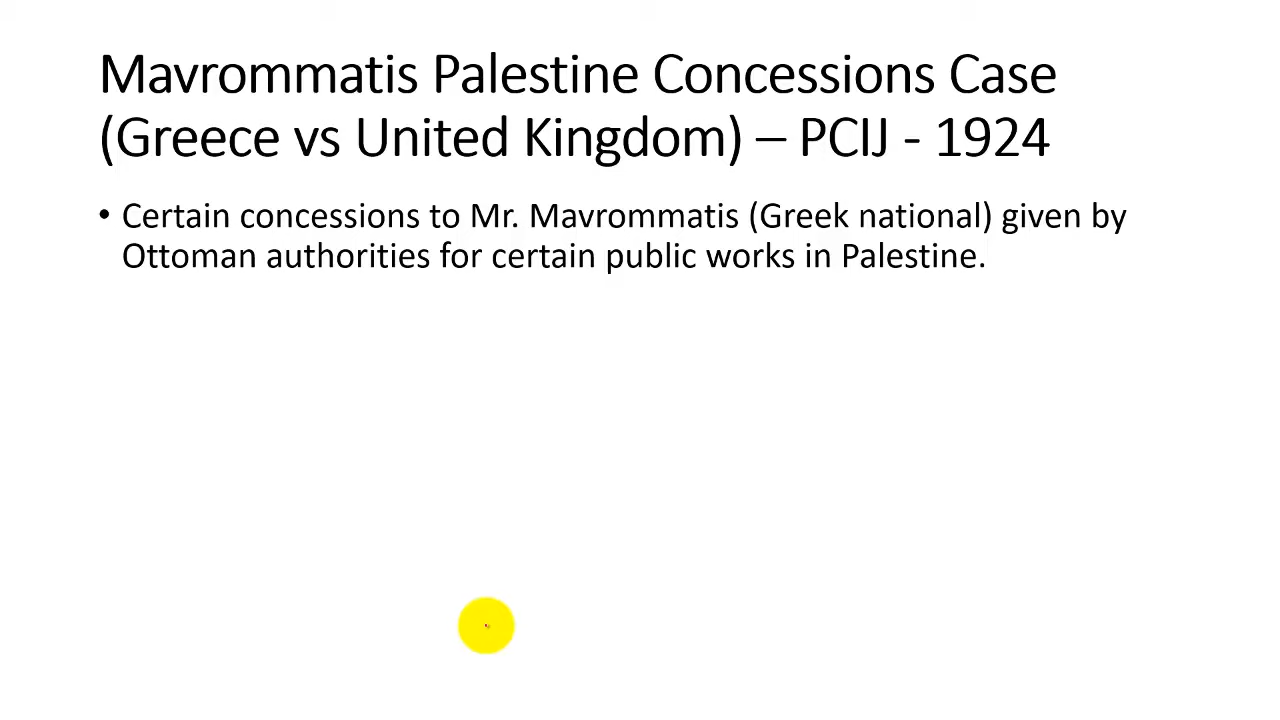 Mavrommatis Palestine Concessions Case
(Greece vs United Kingdom) – PCIJ - 1924
• Certain concessions to Mr. Mavrommatis (Greek national) given by
Ottoman authorities for certain public works in Palestine.